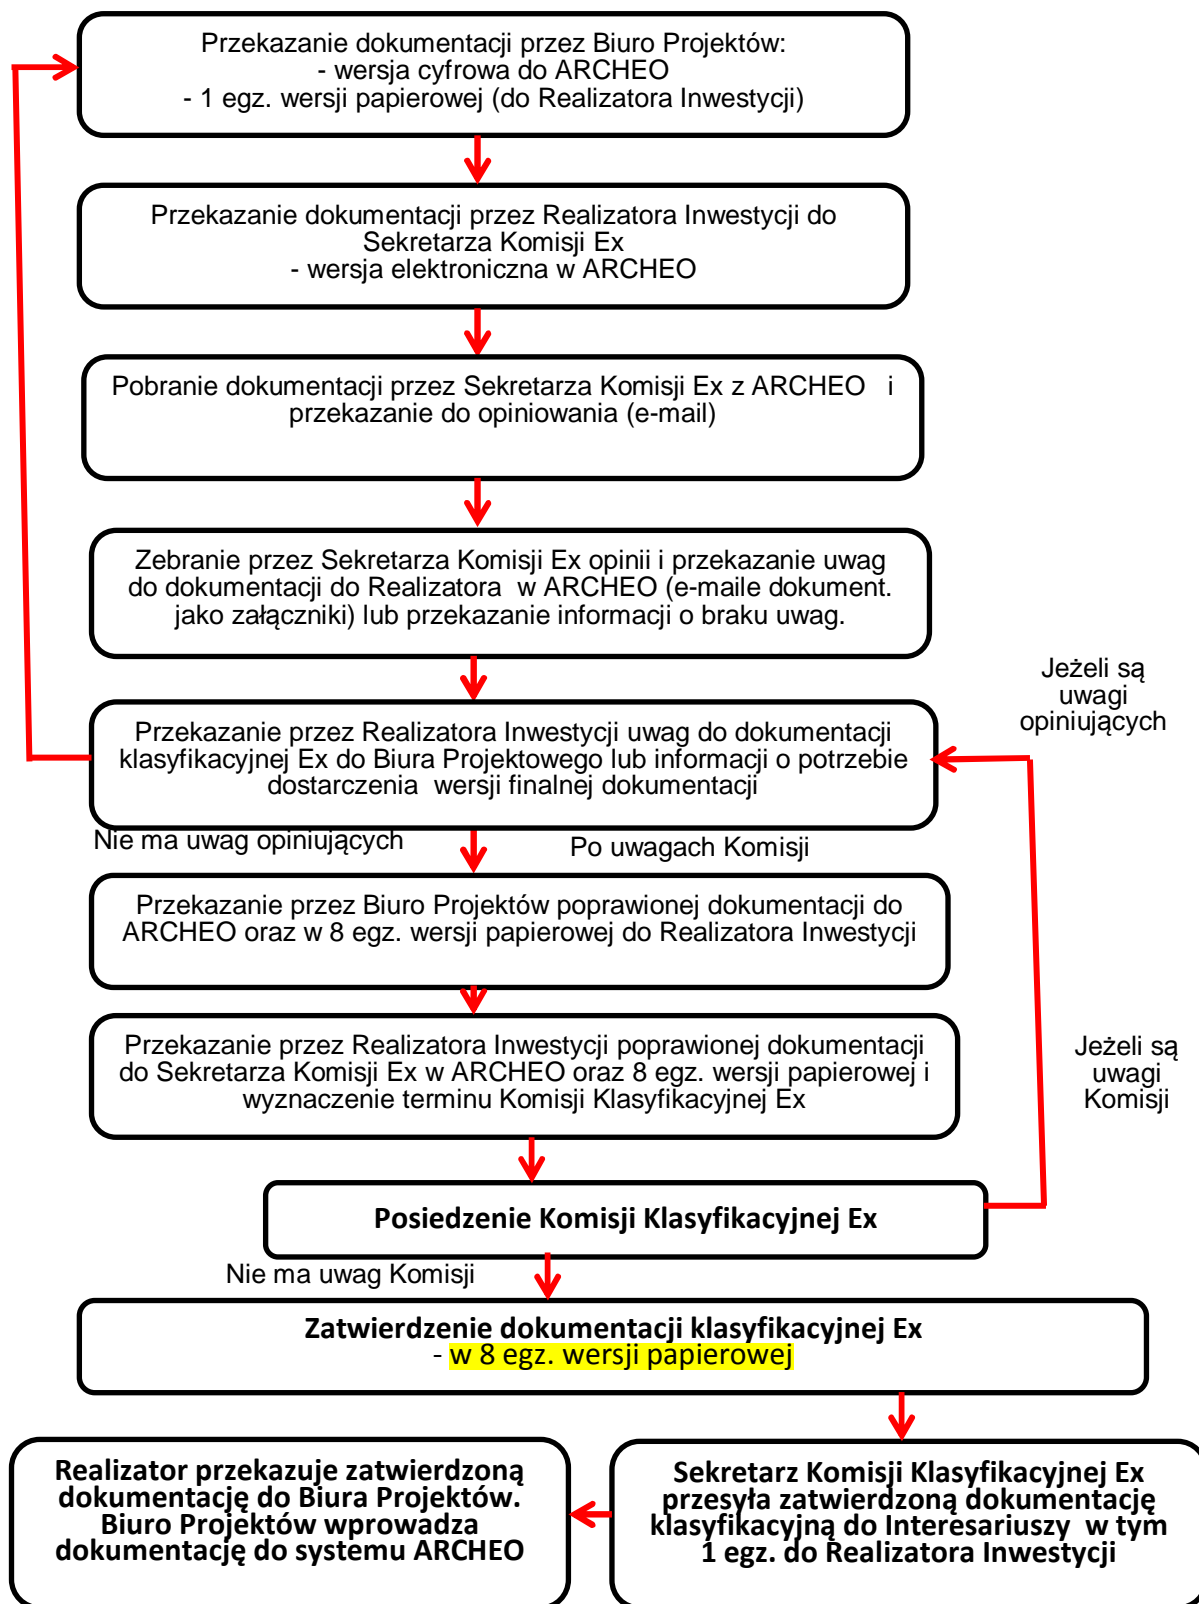 Przekazanie dokumentacji przez Biuro Projektów:
- wersja cyfrowa do ARCHEO
- 1 egz. wersji papierowej (do Realizatora Inwestycji)
Przekazanie dokumentacji przez Realizatora Inwestycji do
Sekretarza Komisji Ex
- wersja elektroniczna w ARCHEO
Pobranie dokumentacji przez Sekretarza Komisji Ex z ARCHEO i
przekazanie do opiniowania (e-mail)
Zebranie przez Sekretarza Komisji Ex opinii i przekazanie uwag
do dokumentacji do Realizatora w ARCHEO (e-maile dokument.
jako załączniki) lub przekazanie informacji o braku uwag.
Jeżeli są
uwagi
opiniujących
Przekazanie przez Realizatora Inwestycji uwag do dokumentacji
klasyfikacyjnej Ex do Biura Projektowego lub informacji o potrzebie
dostarczenia wersji finalnej dokumentacji
Nie ma uwag opiniujących
Po uwagach Komisji
Przekazanie przez Biuro Projektów poprawionej dokumentacji do
ARCHEO oraz w 8 egz. wersji papierowej do Realizatora Inwestycji
Przekazanie przez Realizatora Inwestycji poprawionej dokumentacji
do Sekretarza Komisji Ex w ARCHEO oraz 8 egz. wersji papierowej i
wyznaczenie terminu Komisji Klasyfikacyjnej Ex
Jeżeli są
uwagi
Komisji
Posiedzenie Komisji Klasyfikacyjnej Ex
Nie ma uwag Komisji
Zatwierdzenie dokumentacji klasyfikacyjnej Ex
- w 8 egz. wersji papierowej
Realizator przekazuje zatwierdzoną
dokumentację do Biura Projektów.
Biuro Projektów wprowadza
dokumentację do systemu ARCHEO
Sekretarz Komisji Klasyfikacyjnej Ex
przesyła zatwierdzoną dokumentację
klasyfikacyjną do Interesariuszy w tym
1 egz. do Realizatora Inwestycji